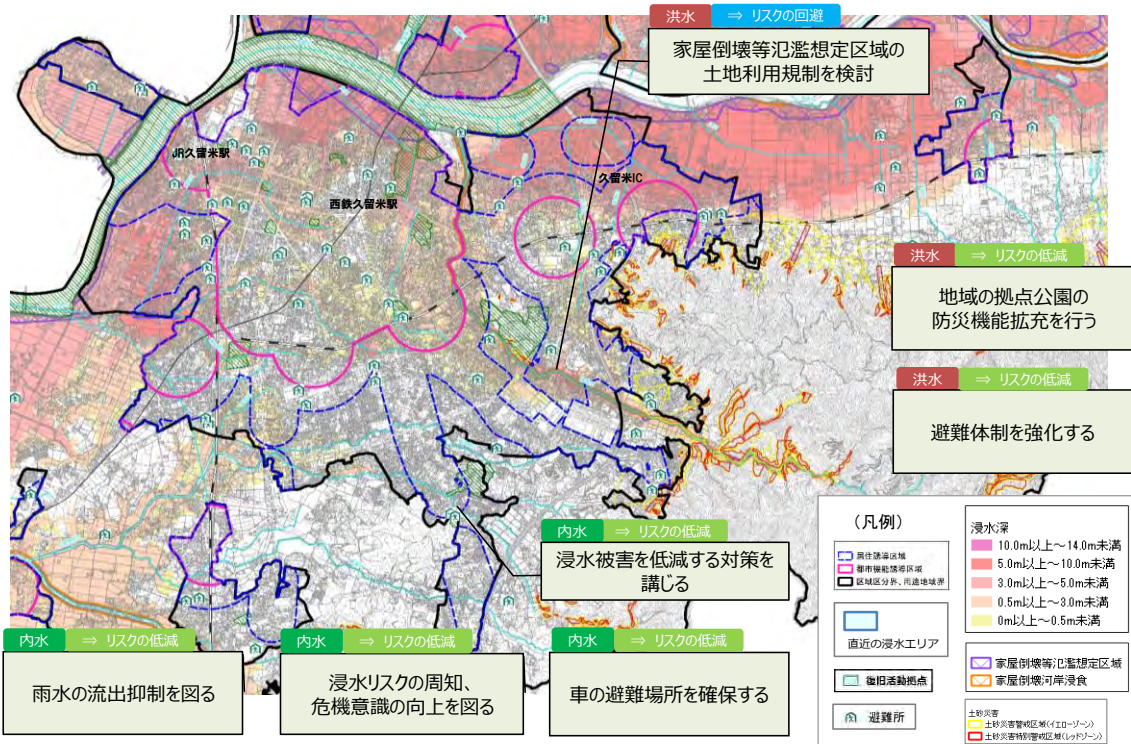 洪水 ⇒ リスクの回避
家屋倒壊等氾濫想定区域の
土地利用規制を検討
JR久留米駅
西鉄久留米駅
久留米IC
洪水 ⇒ リスクの低減
地域の拠点公園の
防災機能拡充を行う
洪水 ⇒ リスクの低減
避難体制を強化する
内水 ⇒ リスクの低減
浸水被害を低減する対策を
講じる
内水 ⇒ リスクの低減
雨水の流出抑制を図る
内水 ⇒ リスクの低減
浸水リスクの周知、
危機意識の向上を図る
内水 ⇒ リスクの低減
車の避難場所を確保する
(凡例)
居住誘導区域
都市機能誘導区域
区域区分界、用途地域界
直近の浸水エリア
復旧活動拠点
避難所
浸水深
10.0m以上~14.0m未満
5.0m以上~10.0m未満
3.0m以上~5.0m未満
0.5m以上~3.0m未満
0m以上~0.5m未満
家屋倒壊等氾濫想定区域
家屋倒壊河岸浸食
土砂災害
土砂災害警戒区域(イエローゾーン)
土砂災害特別警戒区域(レッドゾーン)